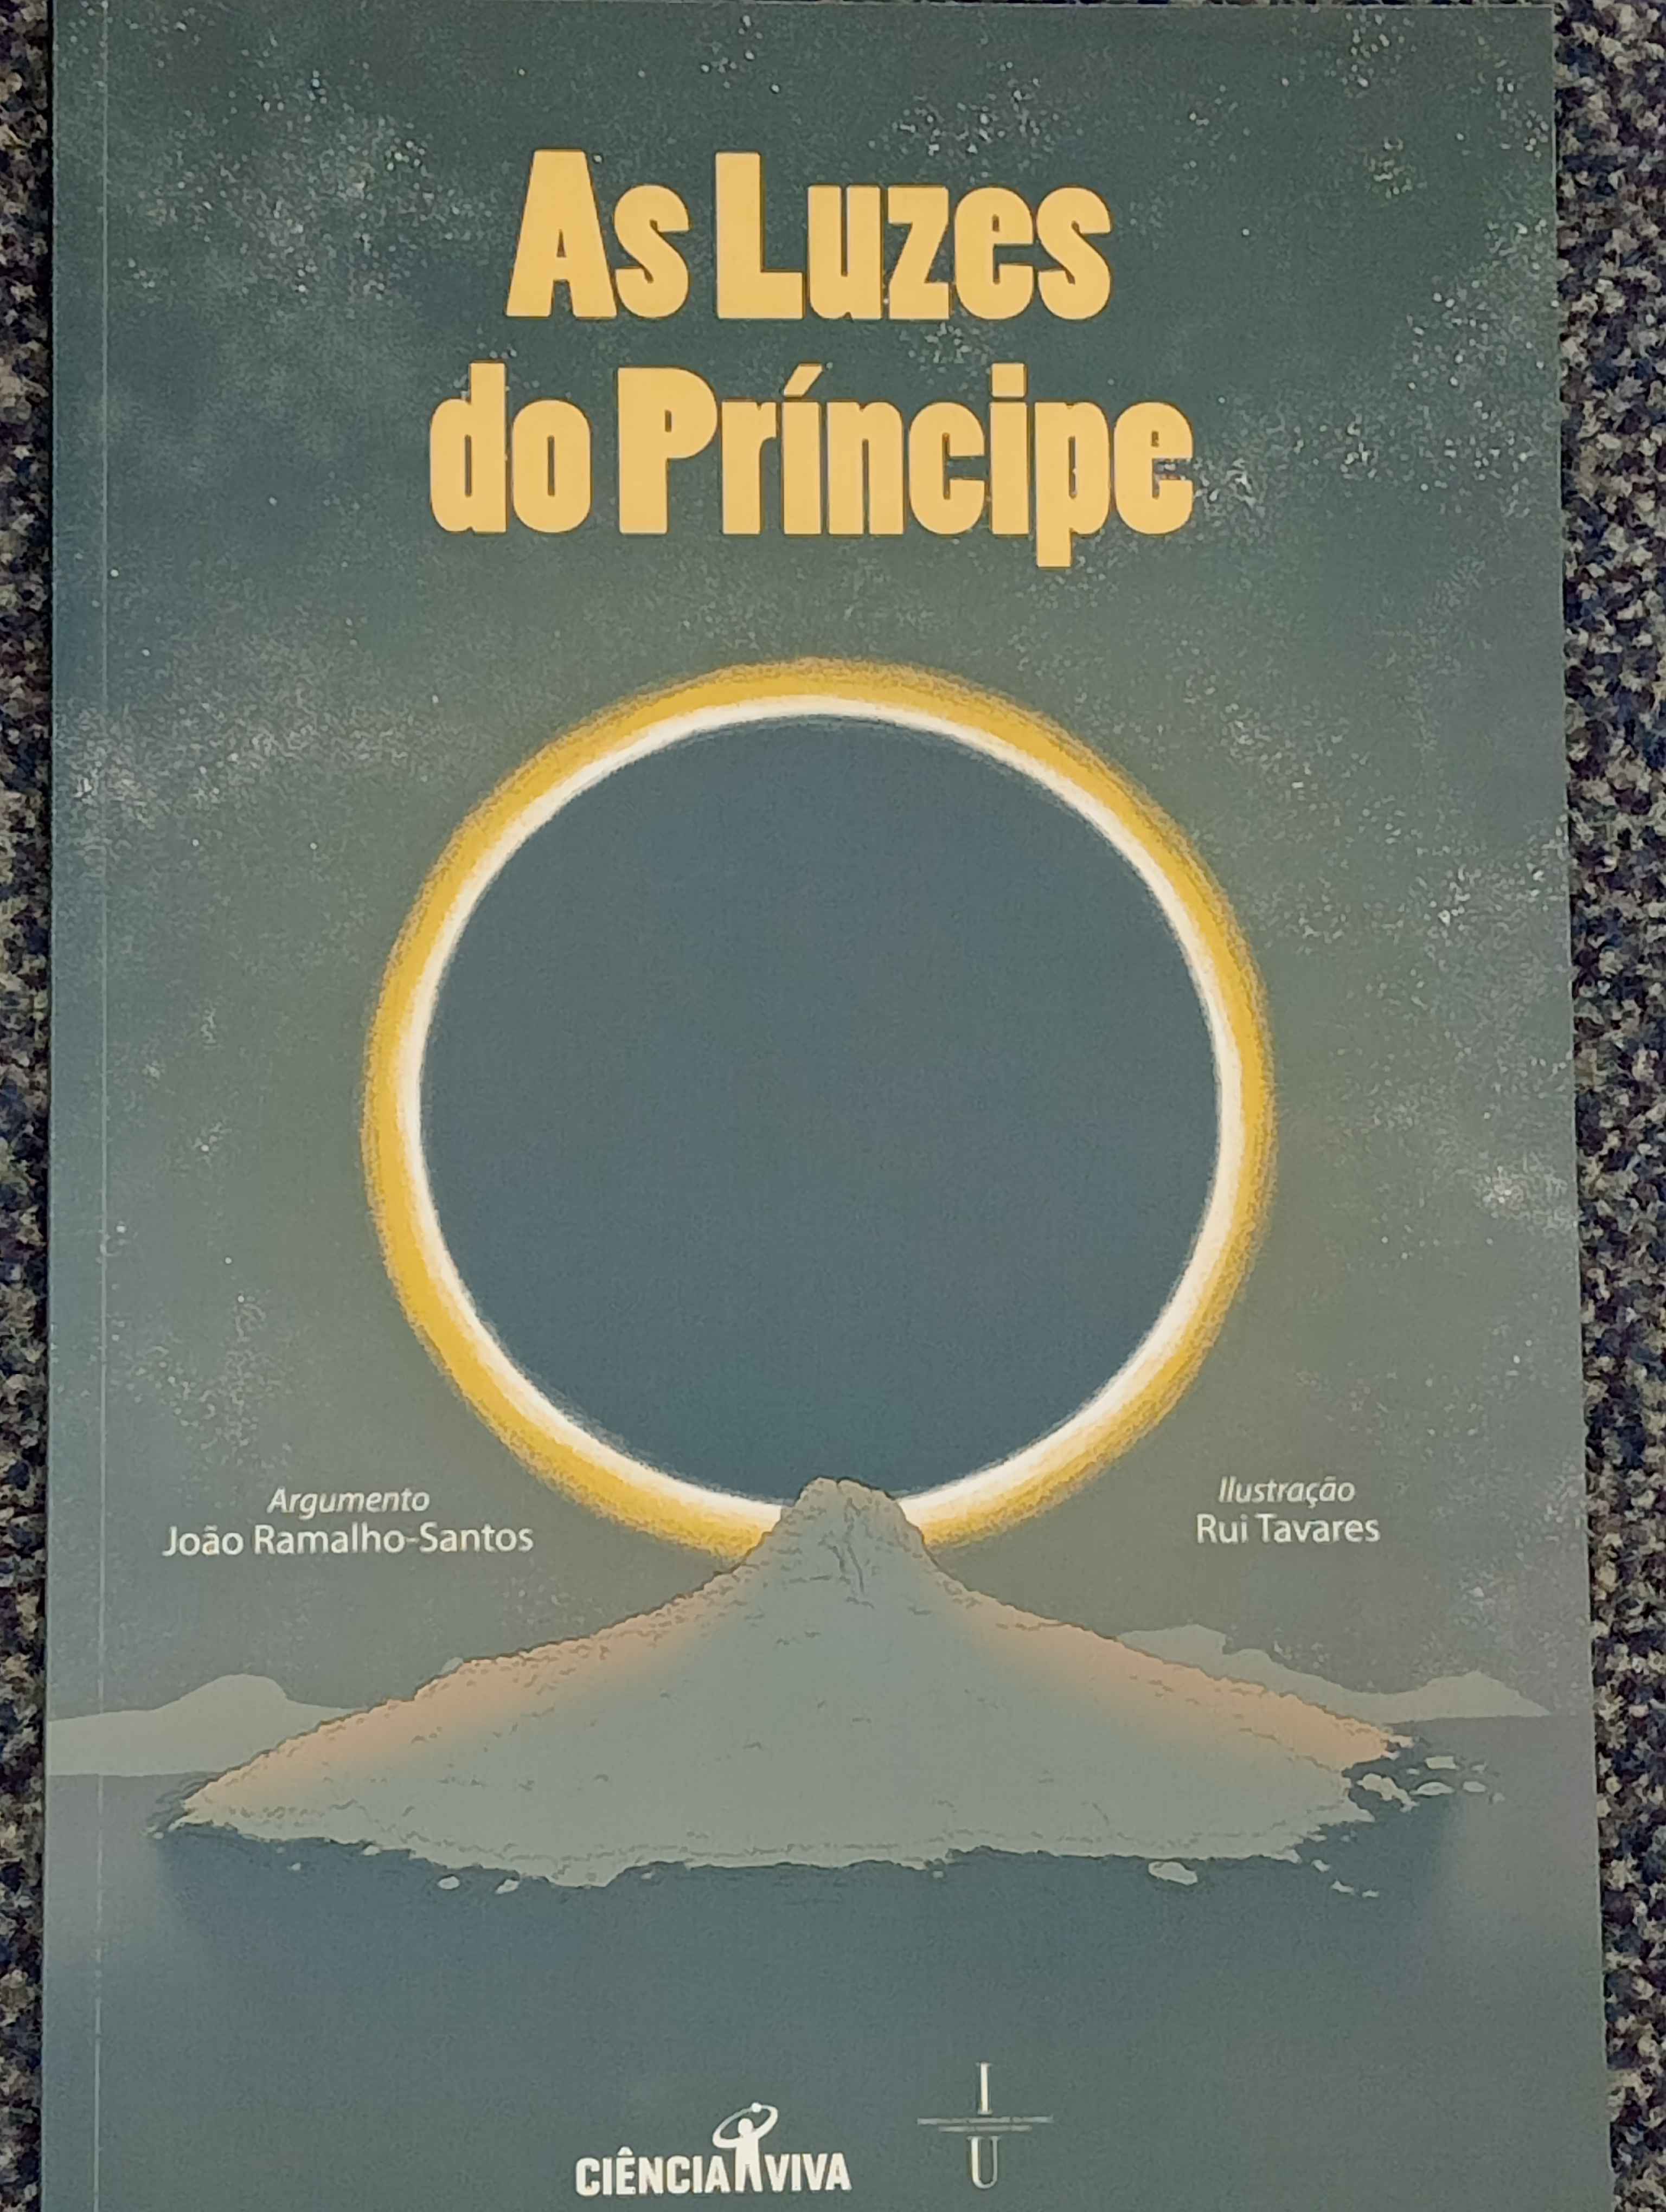 As Luzes
do Príncipe
Argumento
João Ramalho-Santos
Ilustração
Rui Tavares
CIÊNCIA VIVA
I
U